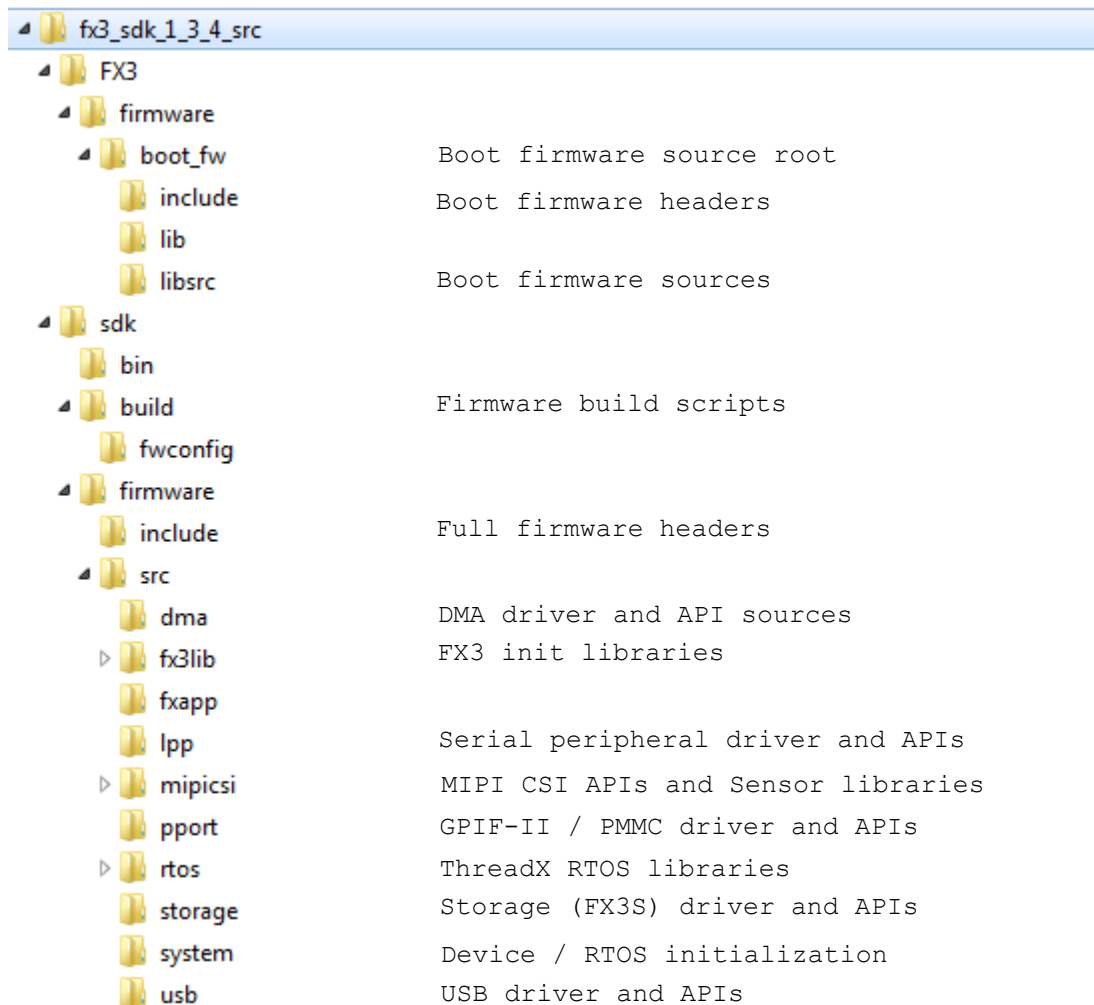 fx3_sdk_1_3_4_src
FX3
firmware
boot_fw Boot firmware source root
include Boot firmware headers
lib
libsrc Boot firmware sources
sdk
bin
build Firmware build scripts
fwconfig
firmware
include Full firmware headers
src
dma DMA driver and API sources
fx3lib FX3 init libraries
fxapp
lpp Serial peripheral driver and APIs
mipicsi MIPI CSI APIs and Sensor libraries
pport GPIF-II / PMMC driver and APIs
rtos ThreadX RTOS libraries
storage Storage (FX3S) driver and APIs
system Device / RTOS initialization
usb USB driver and APIs